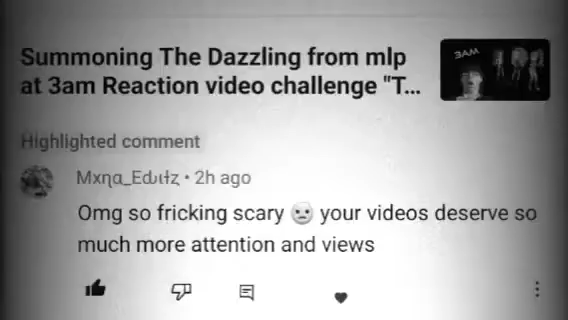 Summoning The Dazzling from mlp
at 3am Reaction video challenge "T...
3AM
Highlighted comment
Mxηα_Edιƚz • 2h ago
Omg so fricking scary 😕 your videos deserve so
much more attention and views